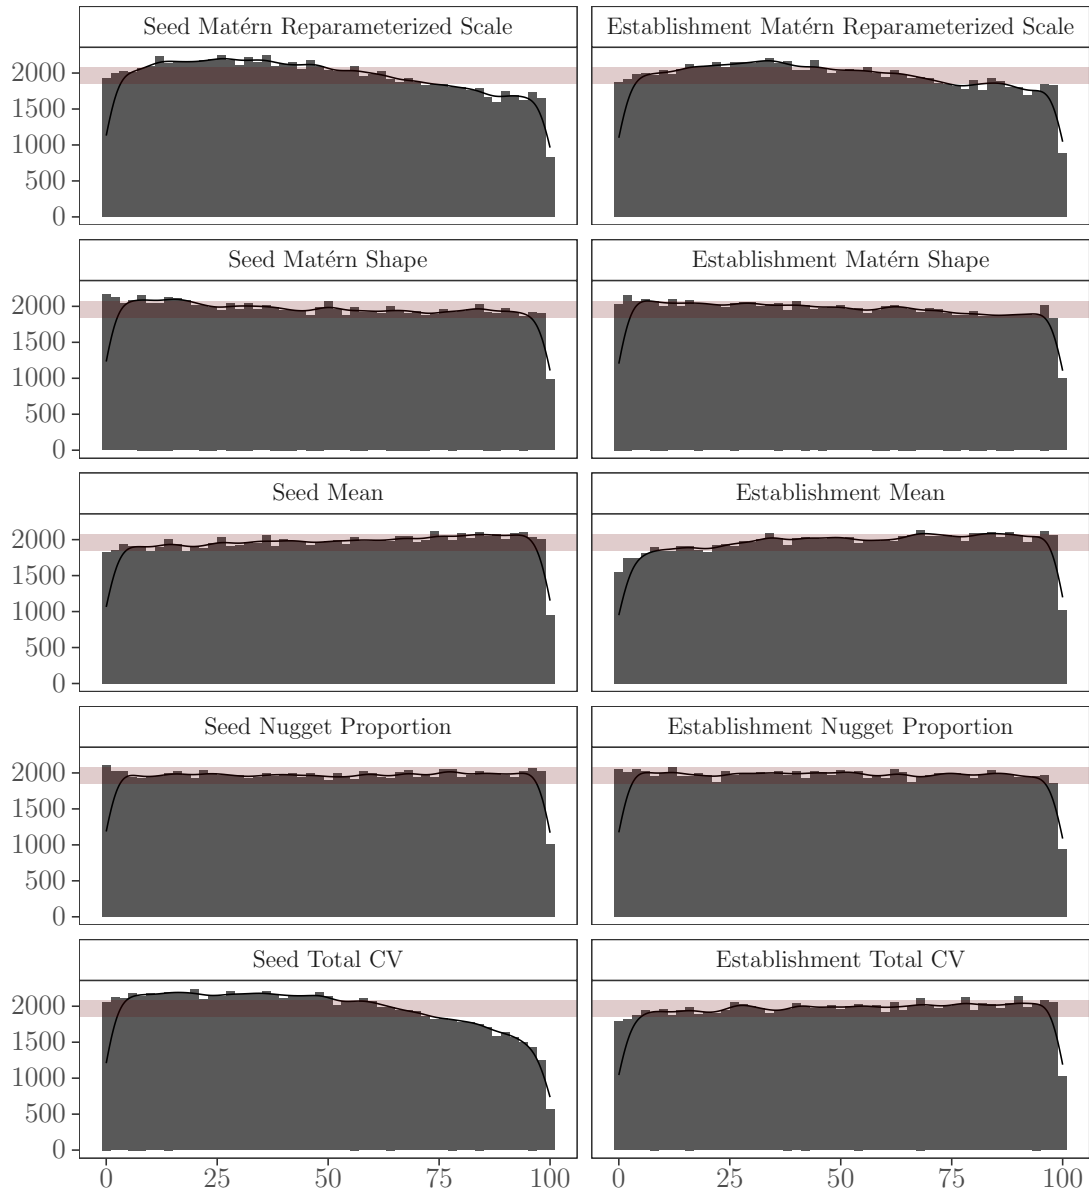 Seed Matérn Reparameterized Scale
Establishment Matérn Reparameterized Scale
2000
1500
1000
500
0
Seed Matérn Shape
Establishment Matérn Shape
2000
1500
1000
500
0
Seed Mean
Establishment Mean
2000
1500
1000
500
0
Seed Nugget Proportion
Establishment Nugget Proportion
2000
1500
1000
500
0
Seed Total CV
Establishment Total CV
2000
1500
1000
500
0
0 25 50 75 100
0 25 50 75 100